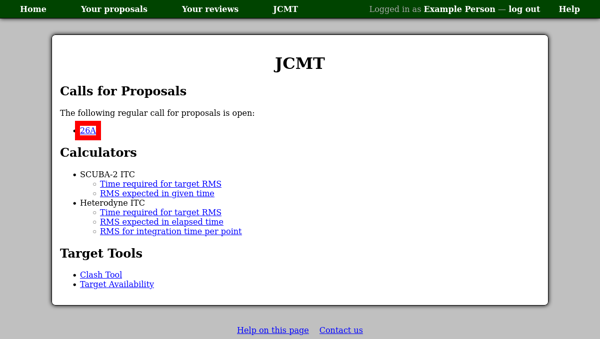 Home Your proposals Your reviews JCMT Logged in as Example Person — log out Help
JCMT
Calls for Proposals
The following regular call for proposals is open:
26A
Calculators
SCUBA-2 ITC
Time required for target RMS
RMS expected in given time
Heterodyne ITC
Time required for target RMS
RMS expected in elapsed time
RMS for integration time per point
Target Tools
Clash Tool
Target Availability
Help on this page Contact us